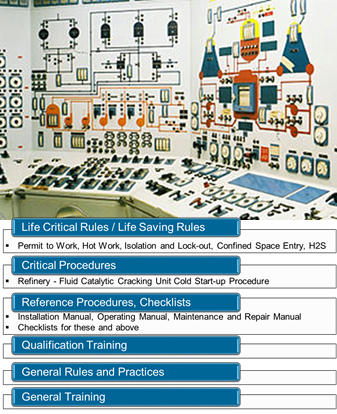 Life Critical Rules / Life Saving Rules
Permit to Work, Hot Work, Isolation and Lock-out, Confined Space Entry, H2S
Critical Procedures
Refinery - Fluid Catalytic Cracking Unit Cold Start-up Procedure
Reference Procedures, Checklists
Installation Manual, Operating Manual, Maintenance and Repair Manual
Checklists for these and above
Qualification Training
General Rules and Practices
General Training